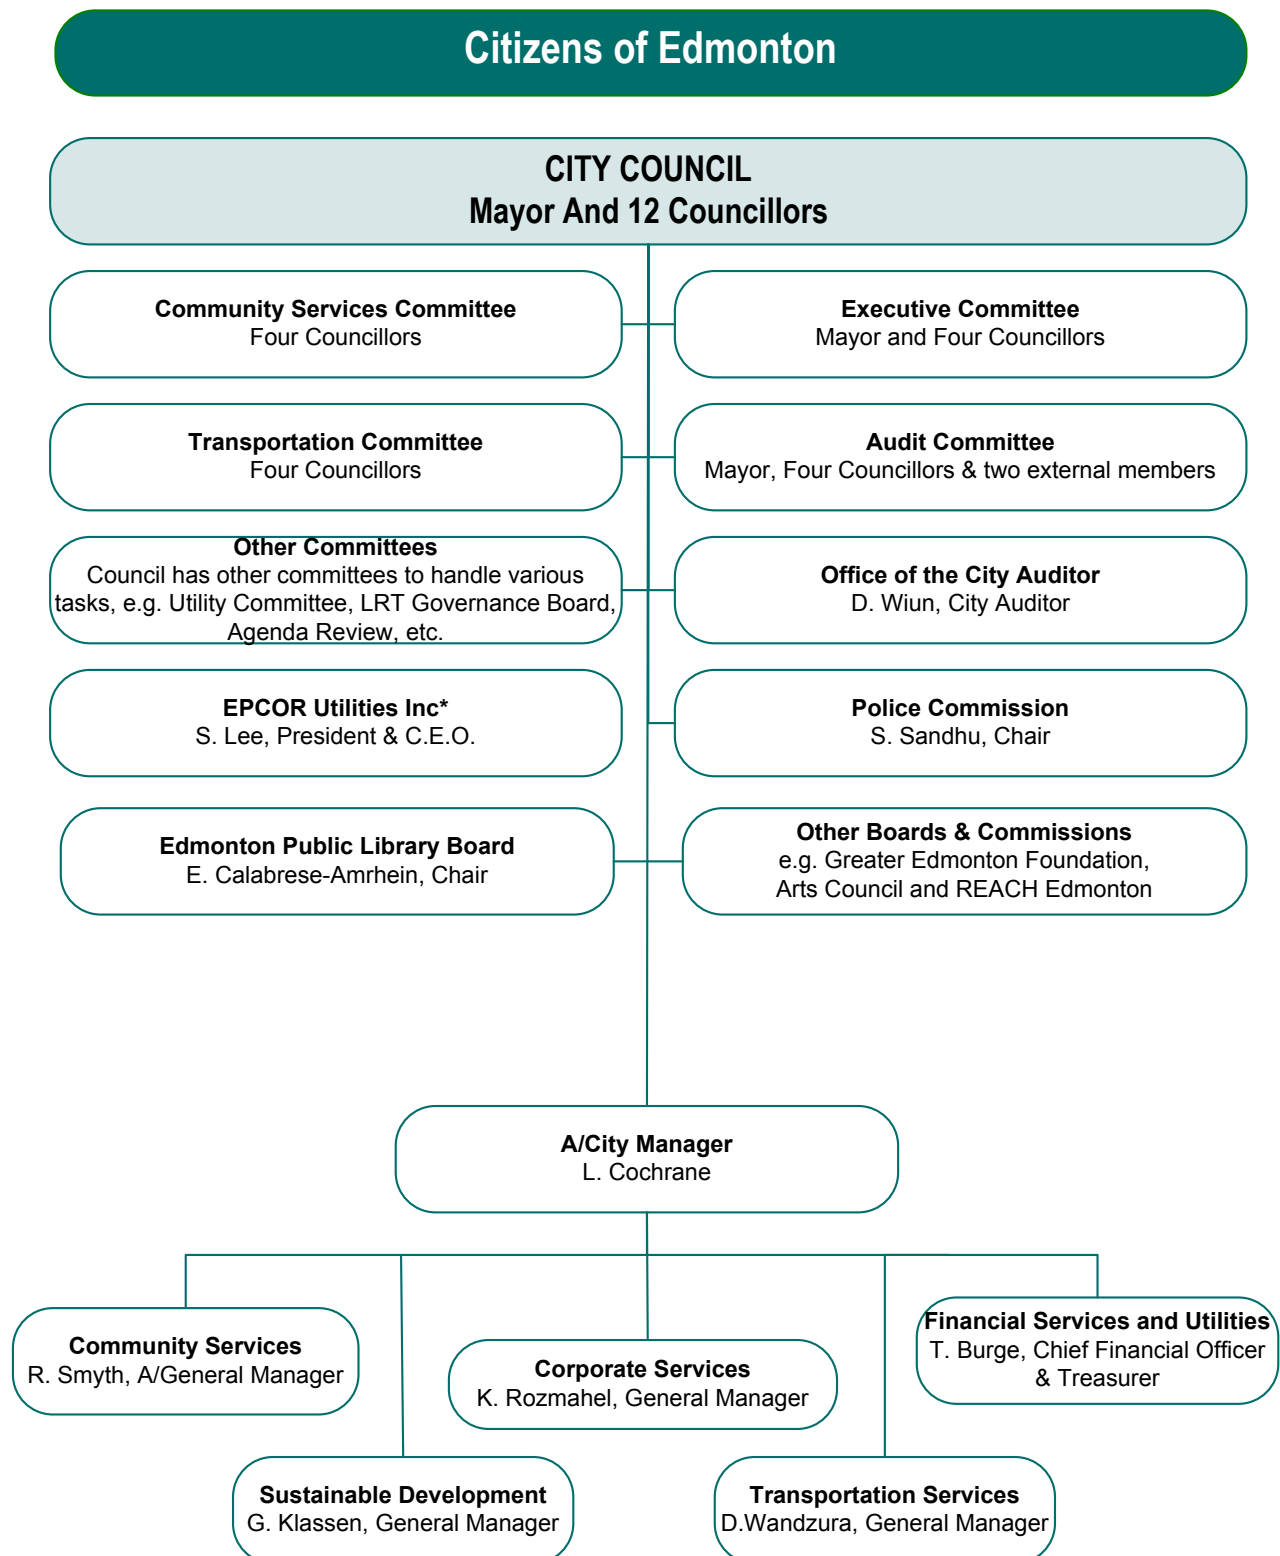 Citizens of Edmonton
CITY COUNCIL
Mayor And 12 Councillors
Community Services Committee
Four Councillors
Executive Committee
Mayor and Four Councillors
Transportation Committee
Four Councillors
Audit Committee
Mayor, Four Councillors & two external members
Other Committees
Council has other committees to handle various
tasks, e.g. Utility Committee, LRT Governance Board,
Agenda Review, etc.
Office of the City Auditor
D. Wiun, City Auditor
EPCOR Utilities Inc*
S. Lee, President & C.E.O.
Police Commission
S. Sandhu, Chair
Edmonton Public Library Board
E. Calabrese-Amrhein, Chair
Other Boards & Commissions
e.g. Greater Edmonton Foundation,
Arts Council and REACH Edmonton
A/City Manager
L. Cochrane
Community Services
R. Smyth, A/General Manager
Corporate Services
K. Rozmahel, General Manager
Financial Services and Utilities
T. Burge, Chief Financial Officer
& Treasurer
Sustainable Development
G. Klassen, General Manager
Transportation Services
D.Wandzura, General Manager